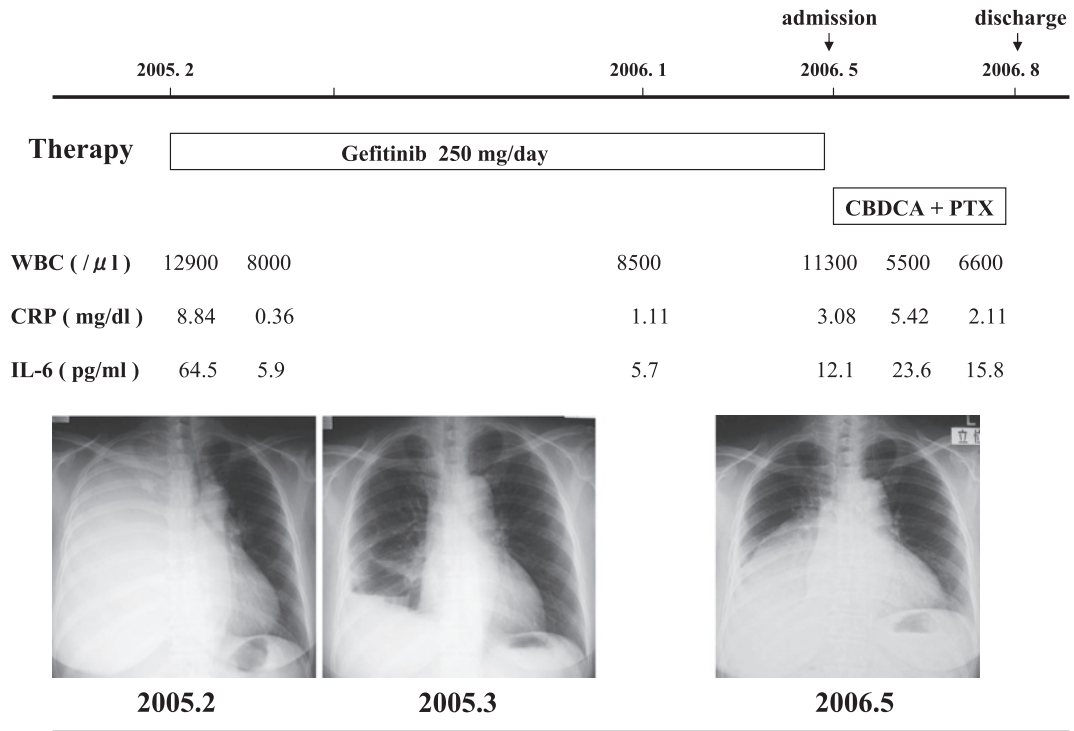 admission discharge
2005. 2 2006. 1 2006. 5 2006. 8
Therapy Gefitinib 250 mg/day
CBDCA + PTX
WBC ( / μ l ) 12900 8000 8500 11300 5500 6600
CRP ( mg/dl ) 8.84 0.36 1.11 3.08 5.42 2.11
IL-6 ( pg/ml ) 64.5 5.9 5.7 12.1 23.6 15.8
L
立位
2005.2 2005.3 2006.5